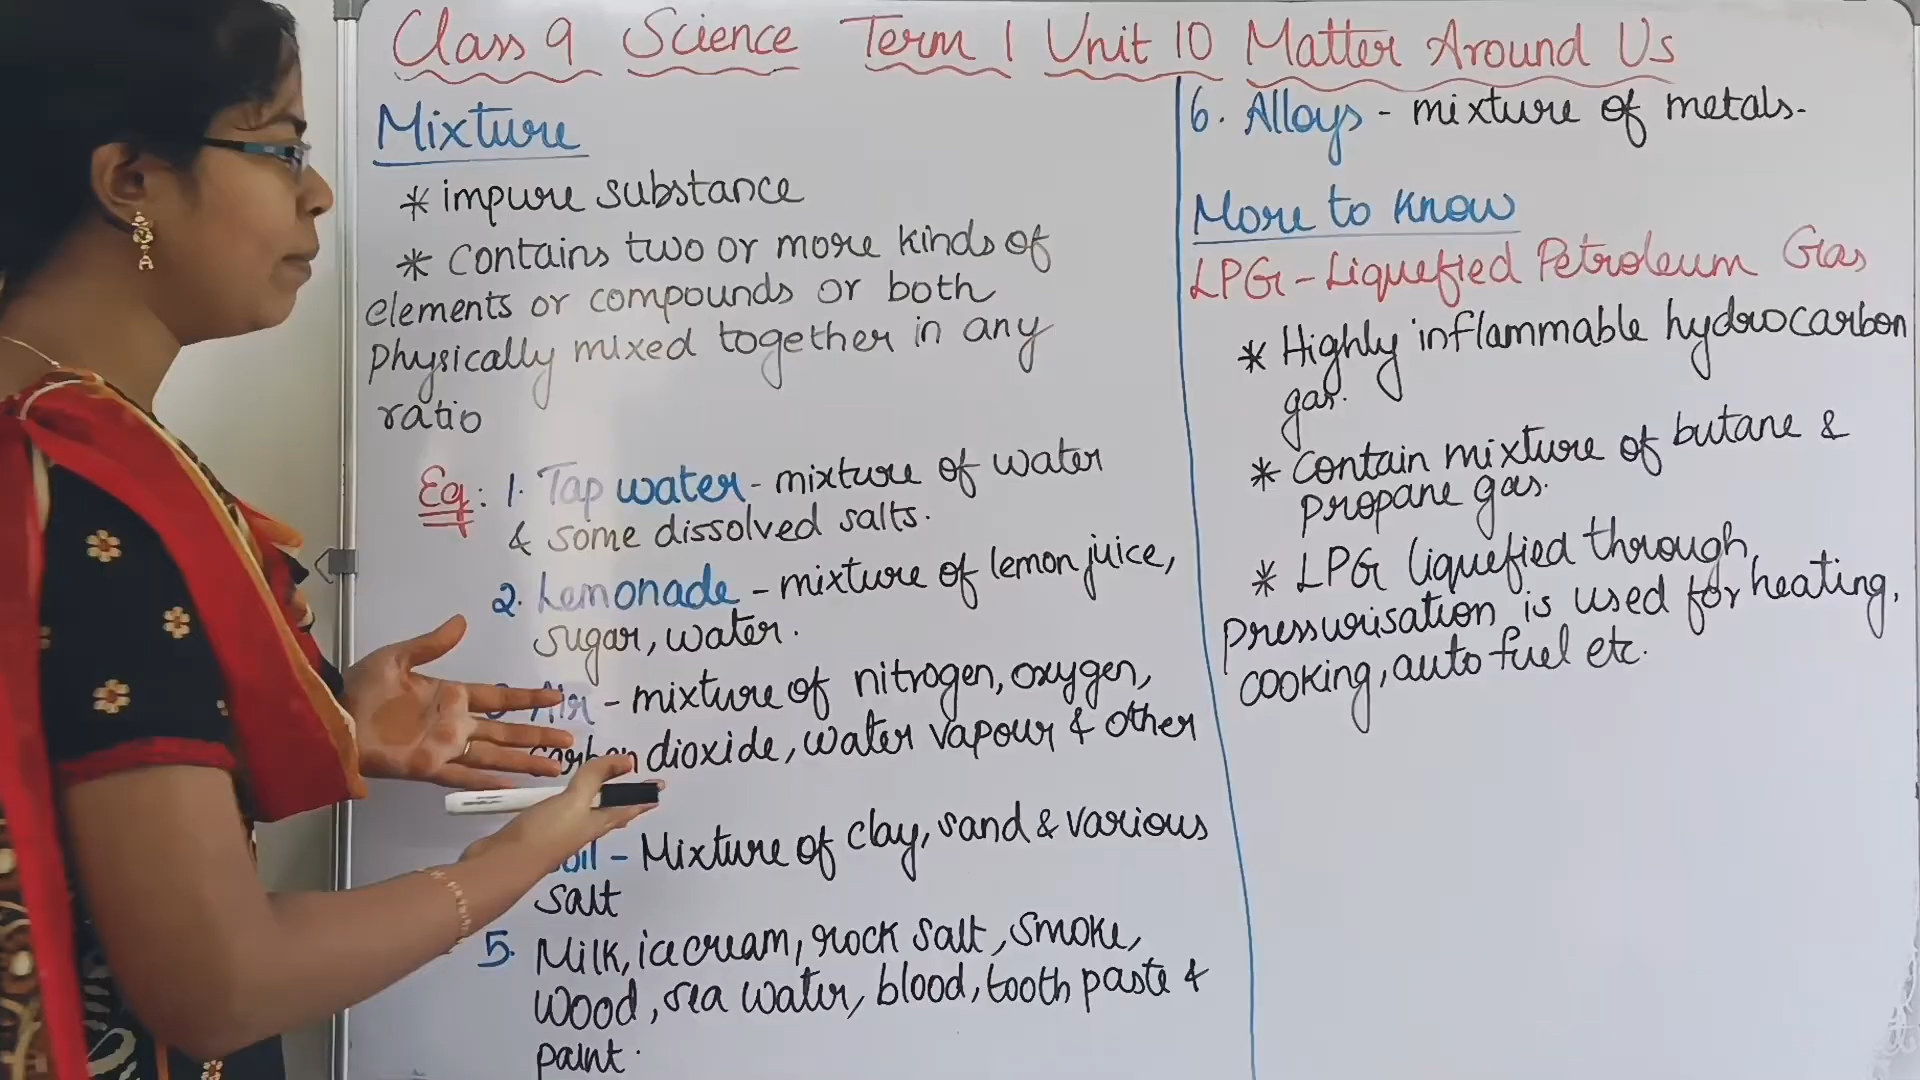 Class 9 Science Term 1 Unit 10 Matter Around Us
Mixture
* impure substance
* contains two or more kinds of
elements or compounds or both
physically mixed together in any
ratio
Eg: 1. Tap water - mixture of water
& some dissolved salts.
2. Lemonade - mixture of lemon juice,
sugar, water.
Air - mixture of nitrogen, oxygen,
carbon dioxide, water vapour & other
- Mixture of clay, sand & various
salt
5. Milk, icecream, rock salt, smoke,
wood, sea water, blood, tooth paste &
paint.
6. Alloys - mixture of metals.
More to know
LPG - Liquefied Petroleum Gas
* Highly inflammable hydrocarbon
gas.
* contain mixture of butane &
propane gas.
* LPG liquefied through
pressurisation is used for heating,
cooking, auto fuel etc.